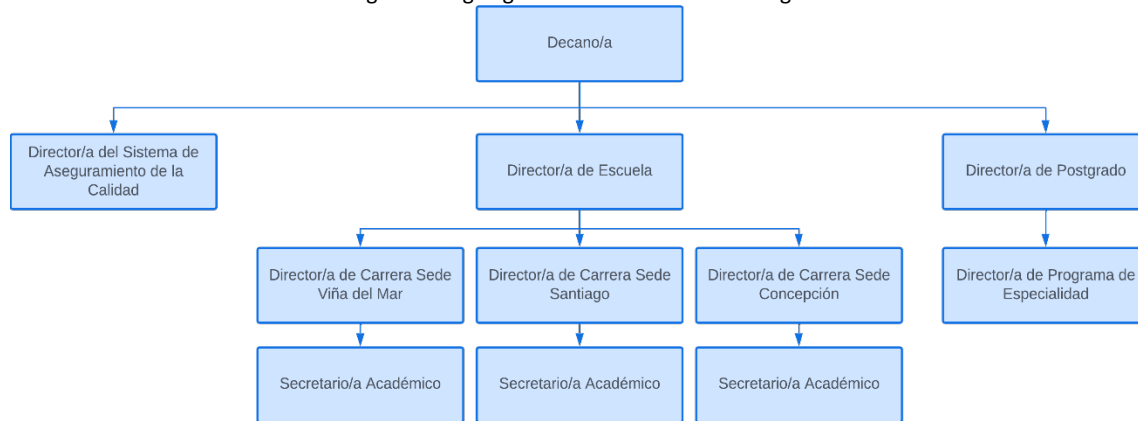 Decano/a
Director/a del Sistema de
Aseguramiento de la
Calidad
Director/a de Escuela
Director/a de Postgrado
Director/a de Carrera Sede
Viña del Mar
Director/a de Carrera Sede
Santiago
Director/a de Carrera Sede
Concepción
Director/a de Programa de
Especialidad
Secretario/a Académico
Secretario/a Académico
Secretario/a Académico